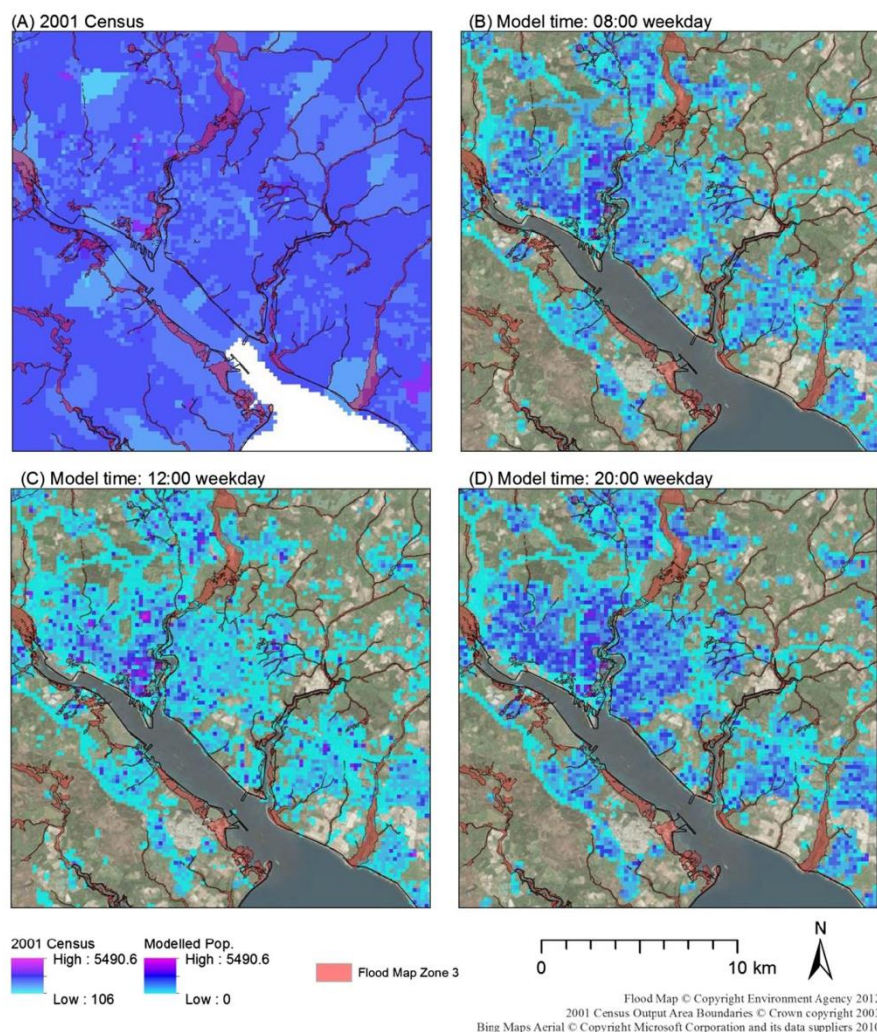 (A) 2001 Census
(B) Model time: 08:00 weekday
(C) Model time: 12:00 weekday
(D) Model time: 20:00 weekday
2001 Census
High : 5490.6
Low : 106
Modelled Pop.
High : 5490.6
Low : 0
Flood Map Zone 3
0
10 km
N
Flood Map © Copyright Environment Agency 2012
2001 Census Output Area Boundaries © Crown copyright 2003
Bing Maps Aerial © Copyright Microsoft Corporation and its data suppliers 2010